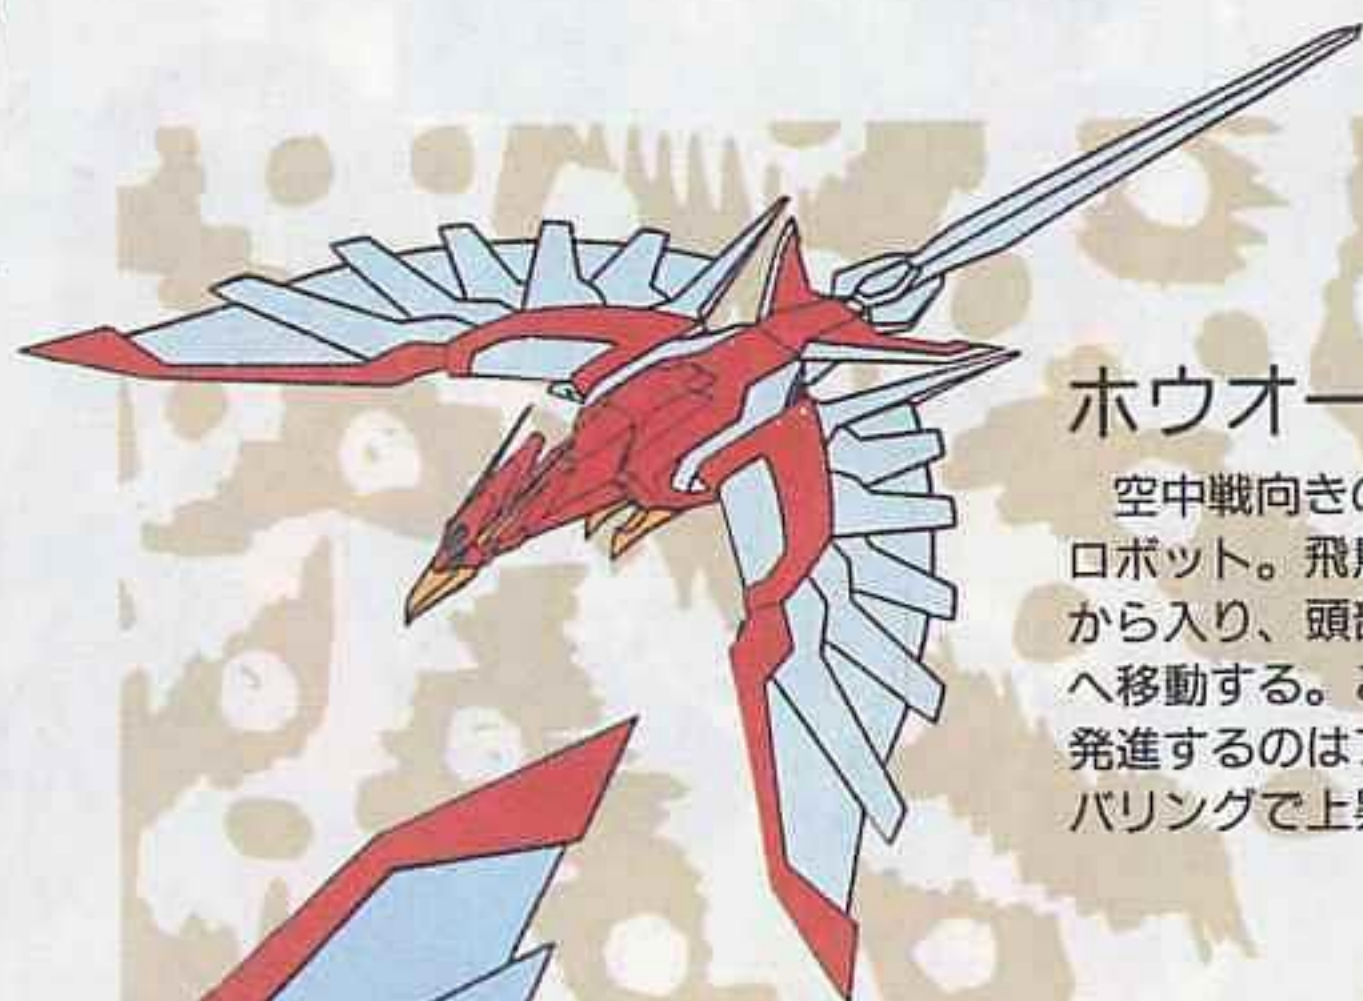 ホウオー
空中戦向きの
ロボット。飛
から入り、頭
へ移動する。
発進するのは
バリングで上